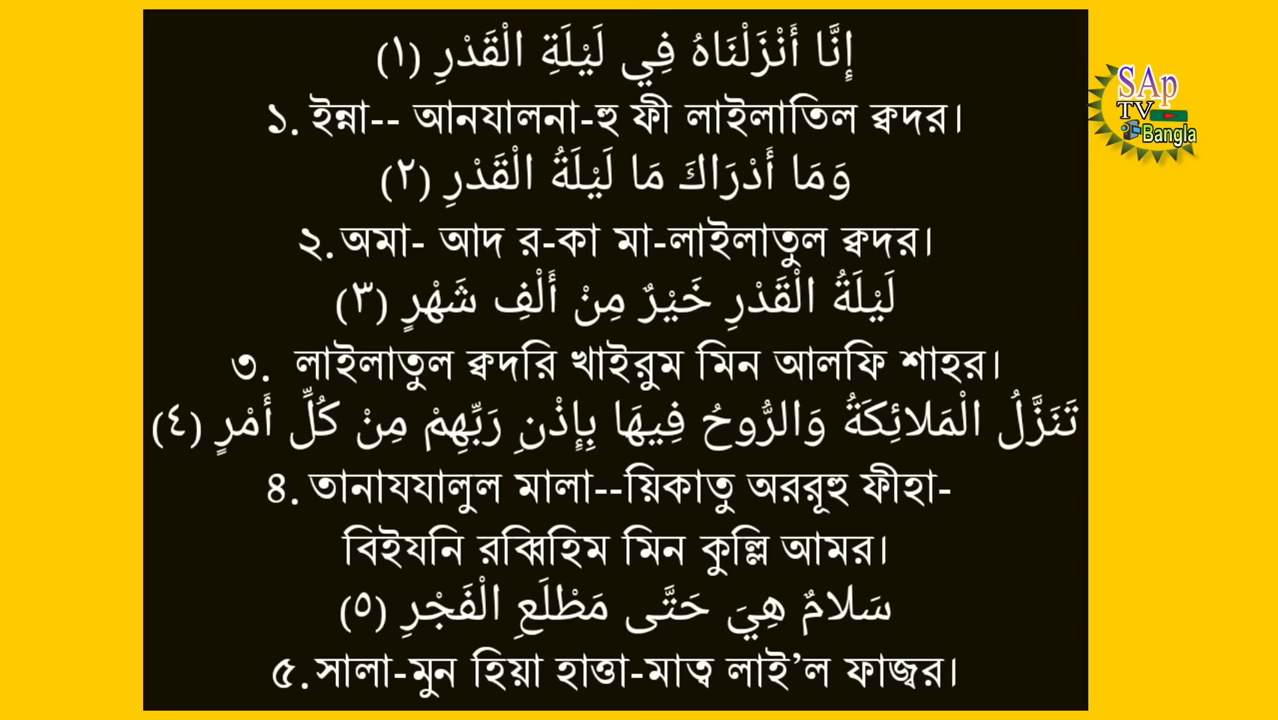 إِنَّا أَنْزَلْنَاهُ فِي لَيْلَةِ الْقَدْرِ (١)
১. ইন্না-- আনযালনা-হু ফী লাইলাতিল ক্বদর।
وَمَا أَدْرَاكَ مَا لَيْلَةُ الْقَدْرِ (٢)
২. অমা- আদ র-কা মা-লাইলাতুল ক্বদর।
لَيْلَةُ الْقَدْرِ خَيْرٌ مِنْ أَلْفِ شَهْرٍ (٣)
৩. লাইলাতুল ক্বদরি খাইরুম মিন আলফি শাহর।
تَنَزَّلُ الْمَلائِكَةُ وَالرُّوحُ فِيهَا بِإِذْنِ رَبِّهِمْ مِنْ كُلِّ أَمْرٍ (٤)
৪. তানাযযালুল মালা--য়িকাতু অররূহু ফীহা-
বিইযনি রব্বিহিম মিন কুল্লি আমর।
سَلامٌ هِيَ حَتَّى مَطْلَعِ الْفَجْرِ (٥)
৫. সালা-মুন হিয়া হাত্তা-মাত্ব লাই’ল ফাজ্বর।
SAp
TV
Bangla